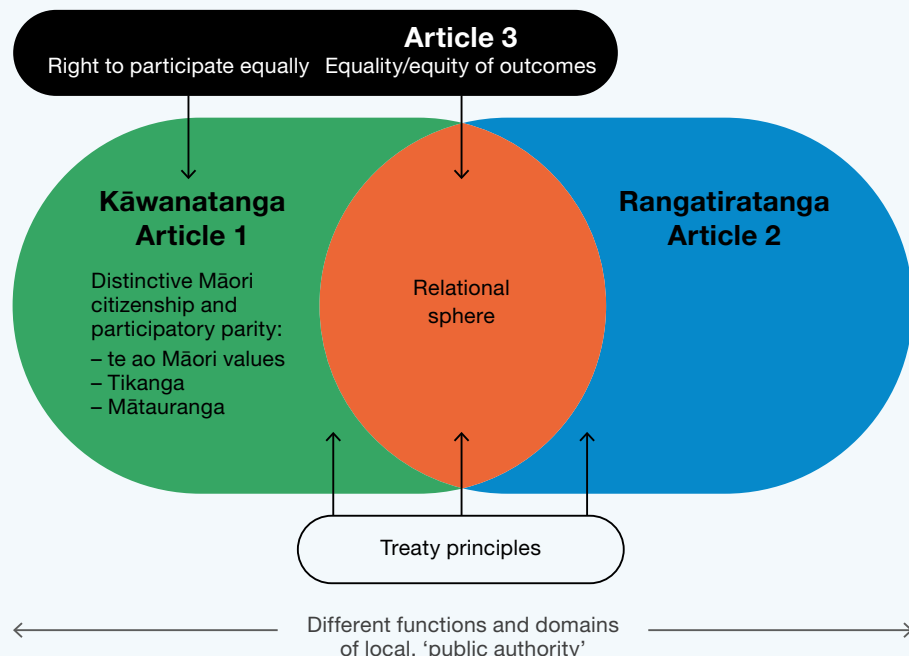 Article 3
Right to participate equally
Equality/equity of outcomes
Kāwanatanga
Article 1
Distinctive Māori
citizenship and
participatory parity:
– te ao Māori values
– Tikanga
– Mātauranga
Relational
sphere
Rangatiratanga
Article 2
Treaty principles
Different functions and domains
of local, ‘public authority’